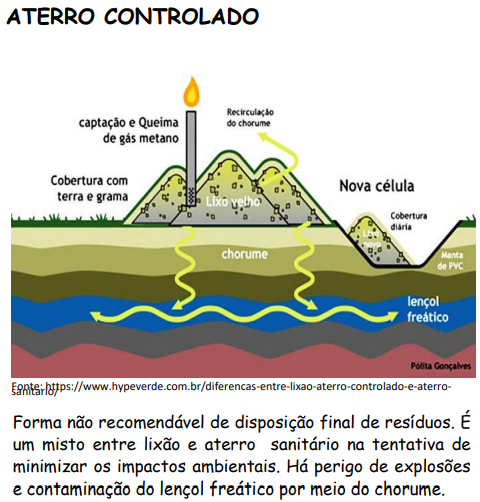 ATERRO CONTROLADO
captação e Queima
de gás metano
Recirculação
do chorume
Cobertura com
terra e grama
Lixo velho
Nova célula
Cobertura
diária
Lixo
novo
chorume
Manta
de PVC
lençol
freático
Pólita Gonçalves
Fonte: https://www.hypeverde.com.br/diferencas-entre-lixao-aterro-controlado-e-aterro-
sanitario/
Forma não recomendável de disposição final de resíduos. É
um misto entre lixão e aterro sanitário na tentativa de
minimizar os impactos ambientais. Há perigo de explosões
e contaminação do lençol freático por meio do chorume.